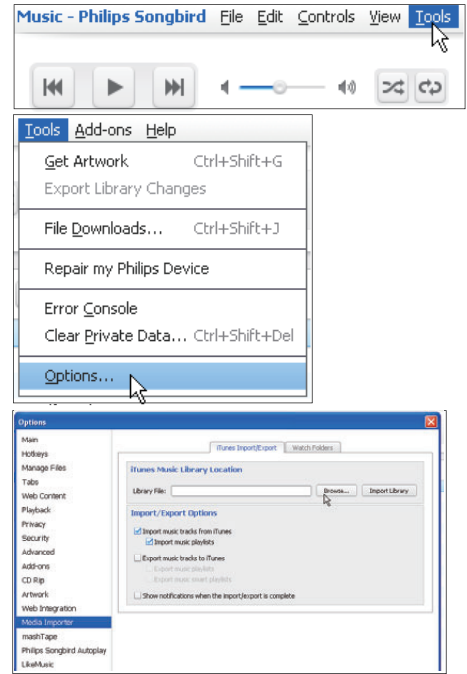 Music - Philips Songbird File Edit Controls View Tools
Tools Add-ons Help
Get Artwork Ctrl+Shift+G
Export Library Changes
File Downloads... Ctrl+Shift+J
Repair my Philips Device
Error Console
Clear Private Data... Ctrl+Shift+Del
Options...
Options
Main
Hotkeys
Manage Files
Tabs
Web Content
Playback
Privacy
Security
Advanced
Add-ons
CD Rip
Artwork
Web Integration
Media Importer
mashTape
Philips Songbird Autoplay
LikeMusic
iTunes Import/Export Watch Folders
iTunes Music Library Location
Library File: Browse... Import Library
Import/Export Options
Import music tracks from iTunes
Import music playlists
Export music tracks to iTunes
Export music playlists
Export music smart playlists
Show notifications when the import/export is complete